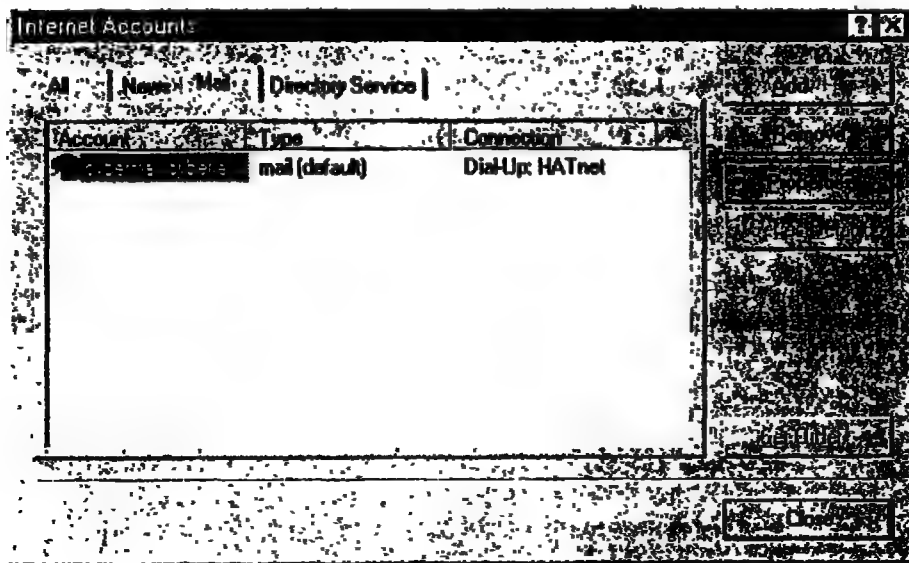 Internet Accounts
All News Mail Directory Service
Add
Account Type Connection
Remove
mail (default) Dial-Up: HATnet
Close